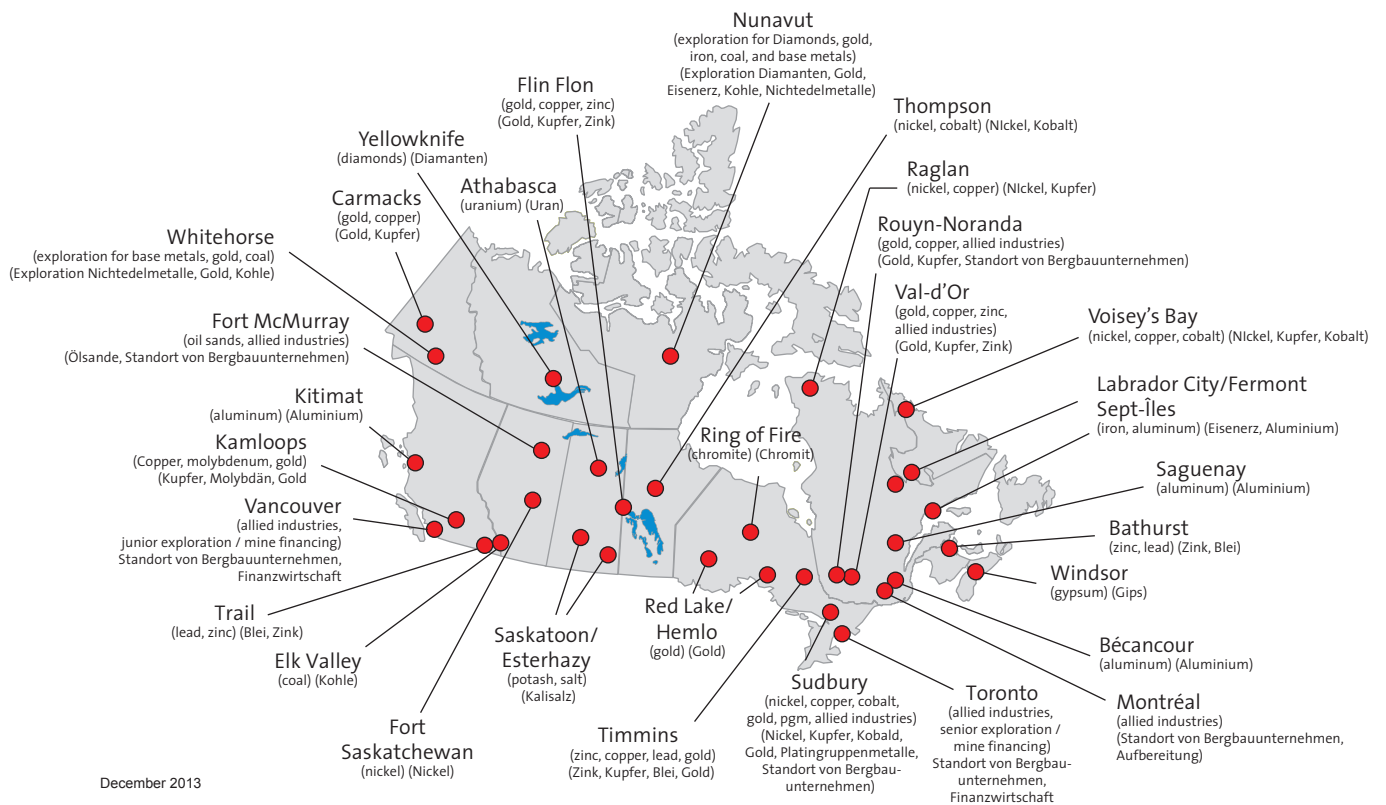 Nunavut
(exploration for Diamonds, gold,
iron, coal, and base metals)
(Exploration Diamanten, Gold,
Eisenerz, Kohle, Nichtedelmetalle)
Flin Flon
(gold, copper, zinc)
(Gold, Kupfer, Zink)
Thompson
(nickel, cobalt) (NIckel, Kobalt)
Yellowknife
(diamonds) (Diamanten)
Athabasca
(uranium) (Uran)
Raglan
(nickel, copper) (NIckel, Kupfer)
Carmacks
(gold, copper)
(Gold, Kupfer)
Rouyn-Noranda
(gold, copper, allied industries)
(Gold, Kupfer, Standort von Bergbauunternehmen)
Whitehorse
(exploration for base metals, gold, coal)
(Exploration Nichtedelmetalle, Gold, Kohle)
Val-d'Or
(gold, copper, zinc,
allied industries)
(Gold, Kupfer, Zink)
Fort McMurray
(oil sands, allied industries)
(Ölsande, Standort von Bergbauunternehmen)
Voisey's Bay
(nickel, copper, cobalt) (NIckel, Kupfer, Kobalt)
Kitimat
(aluminum) (Aluminium)
Labrador City/Fermont
Sept-Îles
(iron, aluminum) (Eisenerz, Aluminium)
Kamloops
(Copper, molybdenum, gold)
(Kupfer, Molybdän, Gold
Ring of Fire
(chromite) (Chromit)
Saguenay
(aluminum) (Aluminium)
Vancouver
(allied industries,
junior exploration / mine financing)
Standort von Bergbauunternehmen,
Finanzwirtschaft
Bathurst
(zinc, lead) (Zink, Blei)
Windsor
(gypsum) (Gips)
Trail
(lead, zinc) (Blei, Zink)
Elk Valley
(coal) (Kohle)
Saskatoon/
Esterhazy
(potash, salt)
(Kalisalz)
Red Lake/
Hemlo
(gold) (Gold)
Bécancour
(aluminum) (Aluminium)
Fort
Saskatchewan
(nickel) (Nickel)
Timmins
(zinc, copper, lead, gold)
(Zink, Kupfer, Blei, Gold)
Sudbury
(nickel, copper, cobalt,
gold, pgm, allied industries)
(Nickel, Kupfer, Kobald,
Gold, Platingruppenmetalle,
Standort von Bergbau-
unternehmen)
Toronto
(allied industries,
senior exploration /
mine financing)
Standort von Bergbau-
unternehmen,
Finanzwirtschaft
Montréal
(allied industries)
(Standort von Bergbauunternehmen,
Aufbereitung)
December 2013